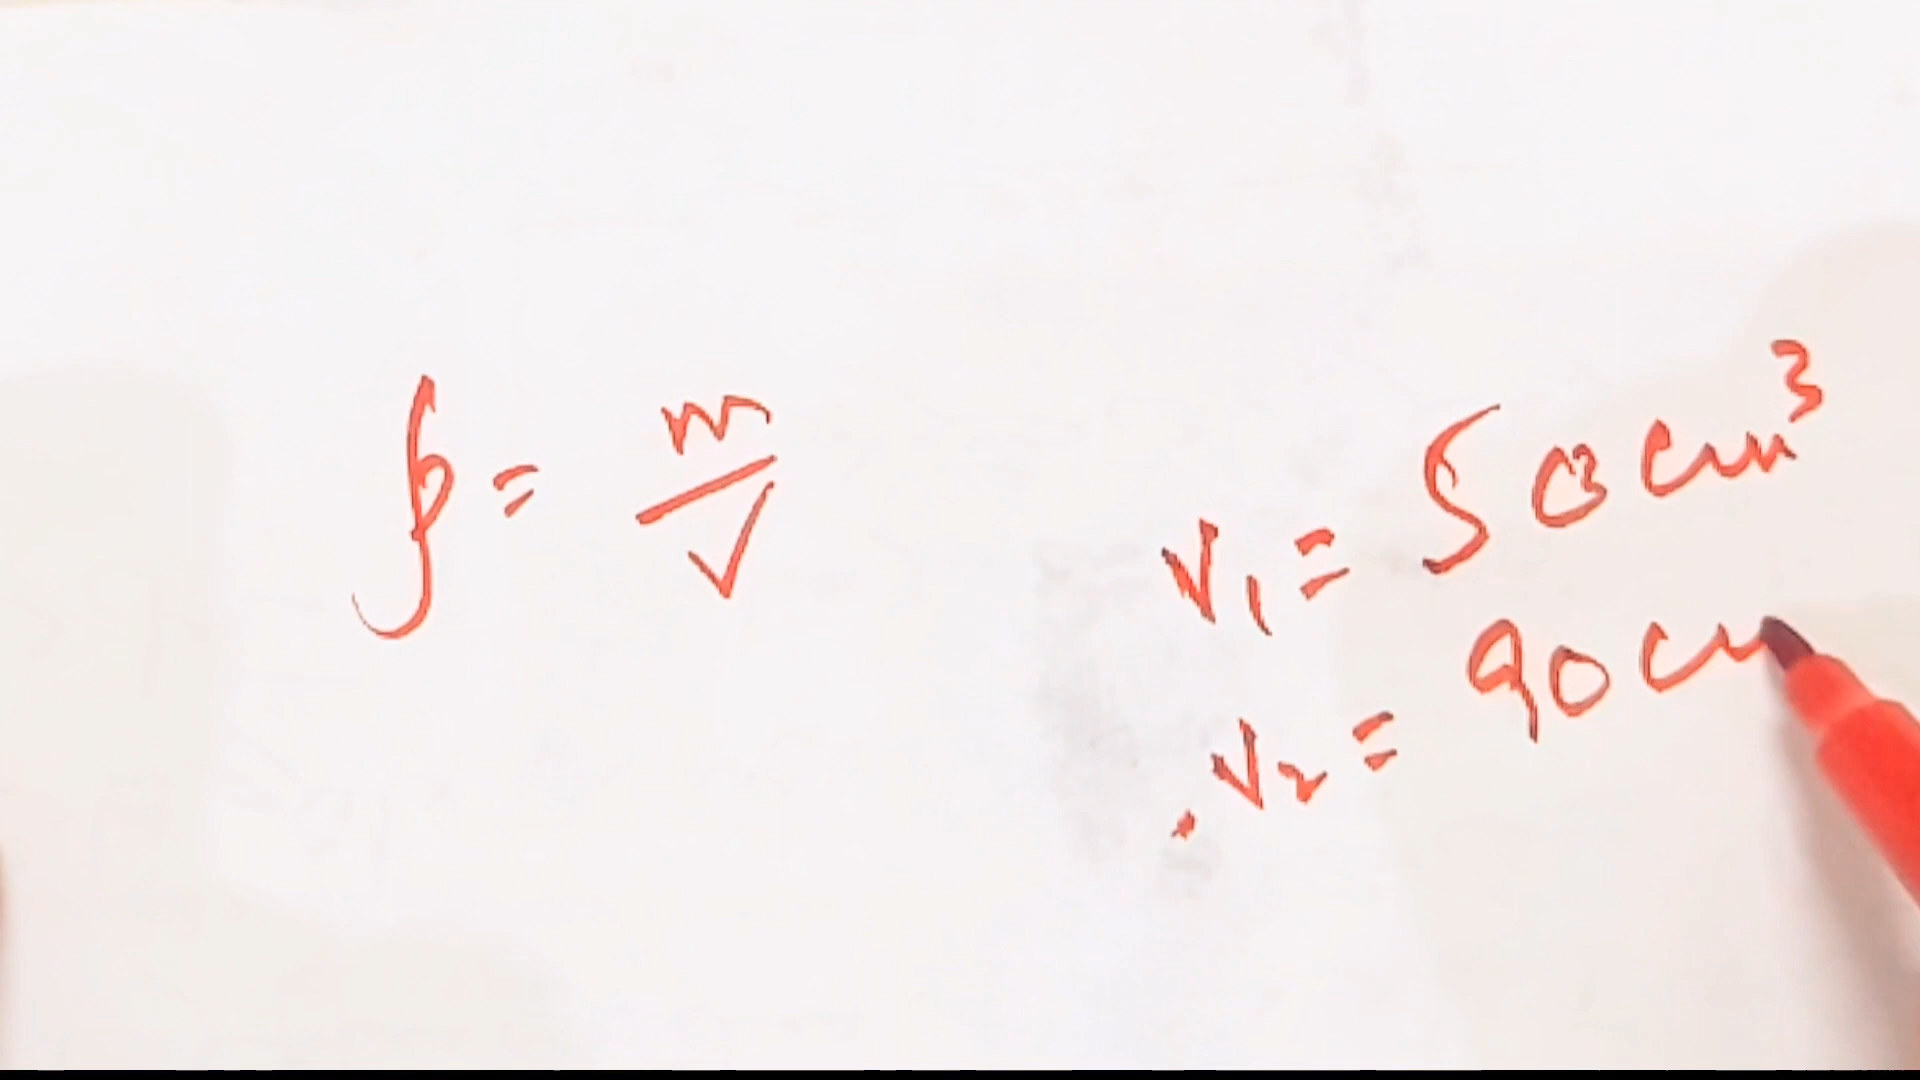 ρ = m/V
V₁ = 50 cm³
V₂ = 90 cm